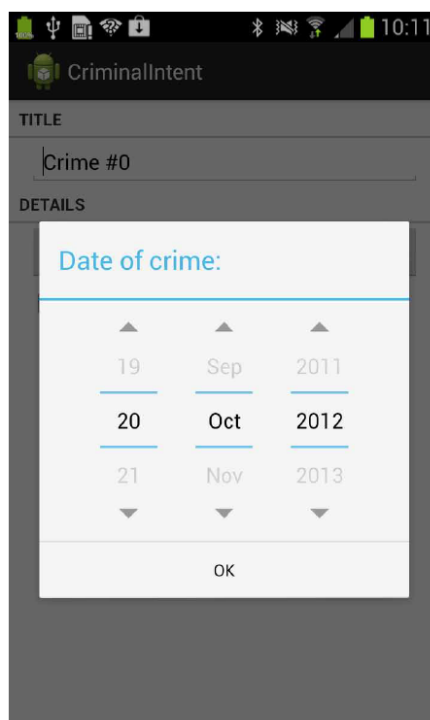 100%
10:11
CriminalIntent
TITLE
Crime #0
DETAILS
Date of crime:
19 Sep 2011
20 Oct 2012
21 Nov 2013
OK